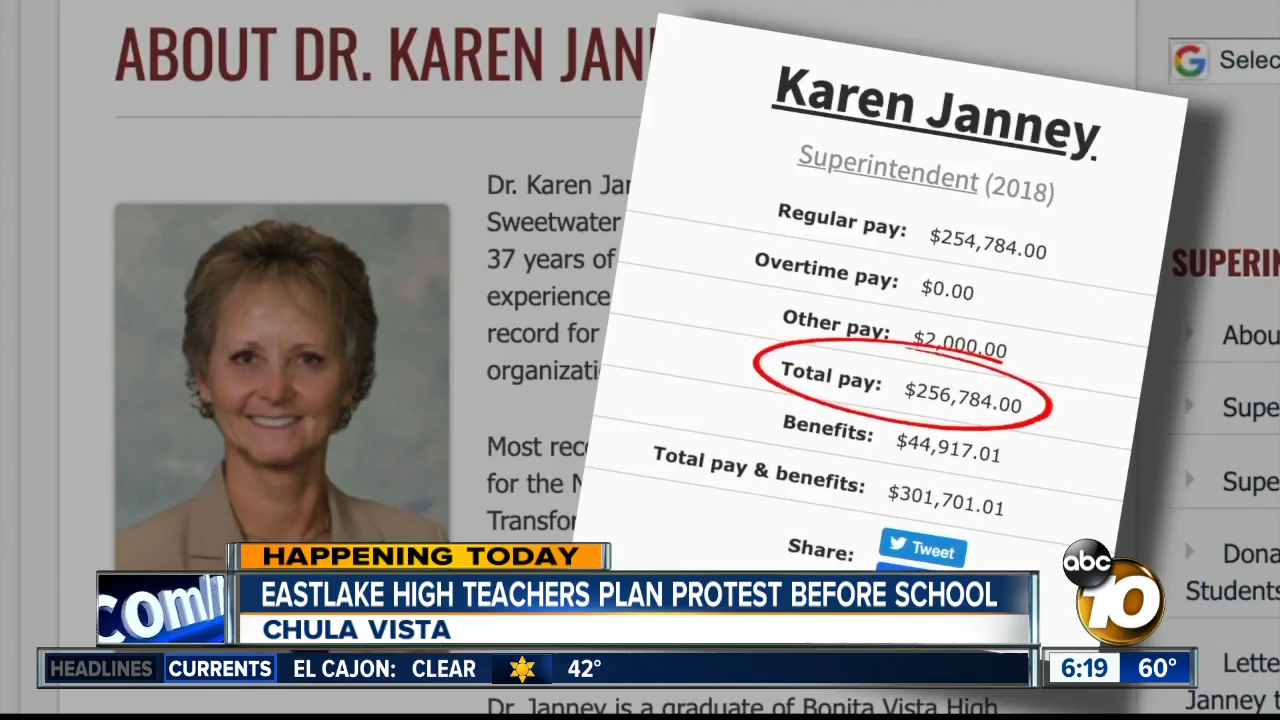 ABOUT DR. KAREN JAN
Selec
Karen Janney
Superintendent (2018)
Regular pay: $254,784.00
Overtime pay: $0.00
Other pay: $2,000.00
Total pay: $256,784.00
Benefits: $44,917.01
Total pay & benefits: $301,701.01
Share: Tweet
Dr. Karen Jan
Sweetwater
37 years of
experience
record for
organizati
Most rec
for the N
Transfor
SUPERIN
Abou
Supe
Supe
Dona
Students
Lette
Janney t
HAPPENING TODAY
.com/
EASTLAKE HIGH TEACHERS PLAN PROTEST BEFORE SCHOOL
CHULA VISTA
abc
10
HEADLINES CURRENTS EL CAJON: CLEAR 42° 6:19 60°
Dr. Janney is a graduate of Bonita Vista High